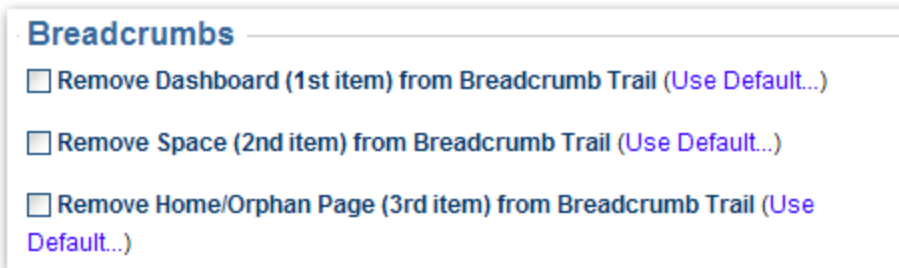 Breadcrumbs
Remove Dashboard (1st item) from Breadcrumb Trail (Use Default...)
Remove Space (2nd item) from Breadcrumb Trail (Use Default...)
Remove Home/Orphan Page (3rd item) from Breadcrumb Trail (Use
Default...)